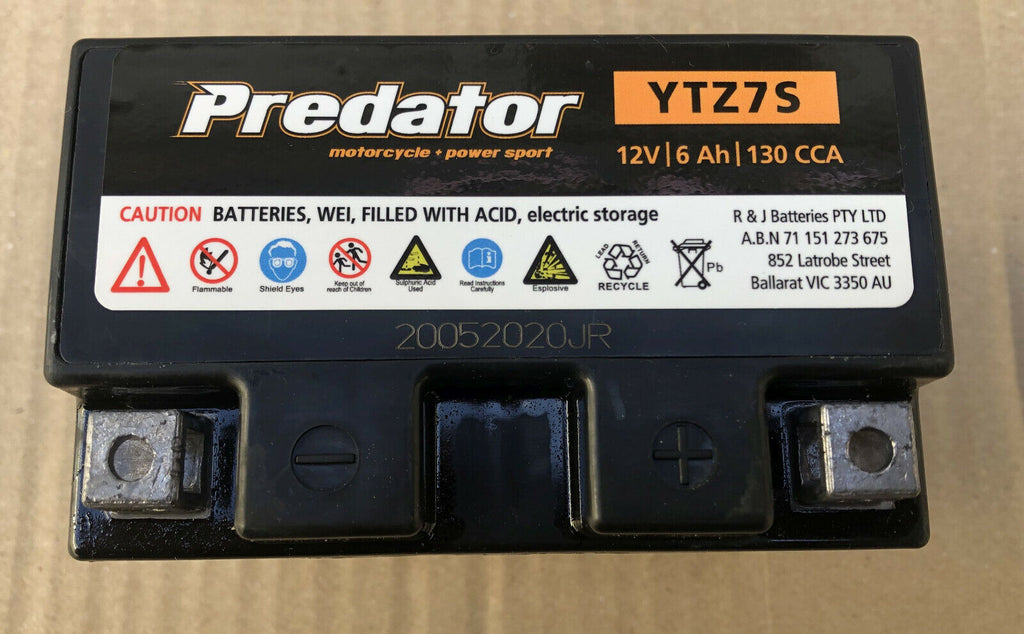 Predator
motorcycle + power sport
YTZ7S
12V | 6 Ah | 130 CCA
CAUTION BATTERIES, WEI, FILLED WITH ACID, electric storage
Flammable
Shield Eyes
Keep out of
reach of Children
Sulphuric Acid
Used
Read Instructions
Carefully
Explosive
LEAD RETURN
RECYCLE
Pb
R & J Batteries PTY LTD
A.B.N 71 151 273 675
852 Latrobe Street
Ballarat VIC 3350 AU
20052020JR